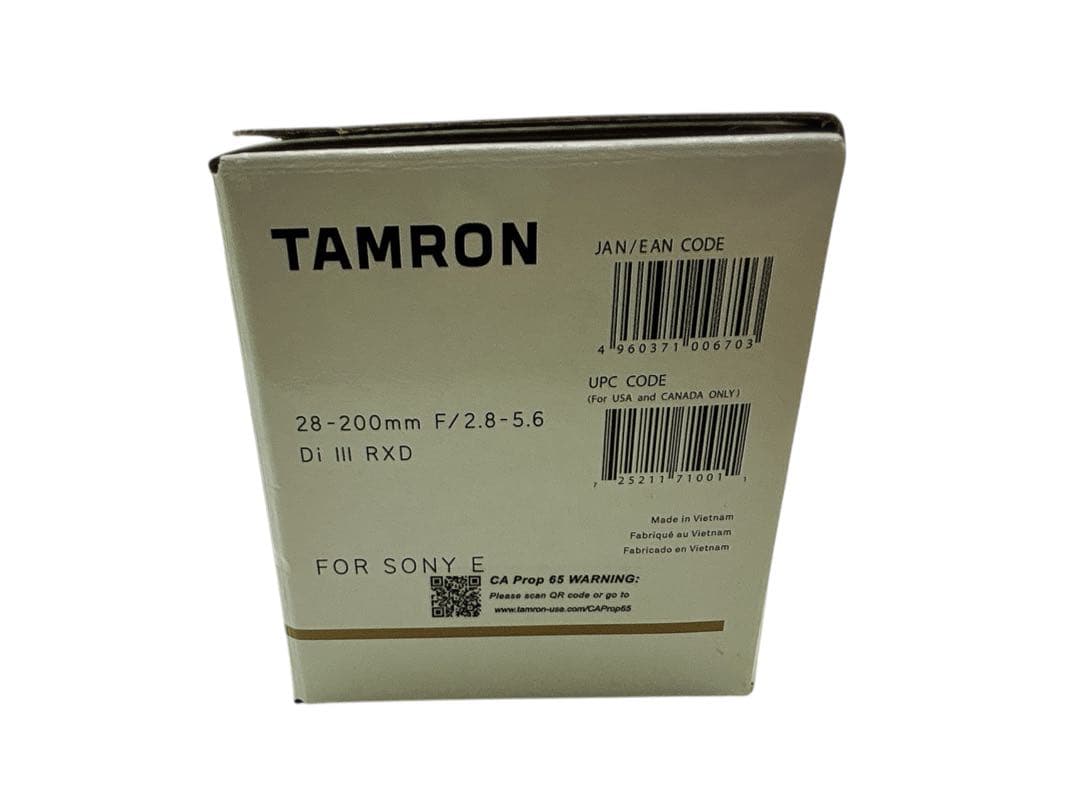 TAMRON
28-200mm F/2.8-5.6
Di III RXD
FOR SONY E
JAN/EAN CODE
4 960371 006703
UPC CODE
(For USA and CANADA ONLY)
7 25211 71001 1
Made in Vietnam
Fabriqué au Vietnam
Fabricado en Vietnam
CA Prop 65 WARNING:
Please scan QR code or go to
www.tamron-usa.com/CAProp65